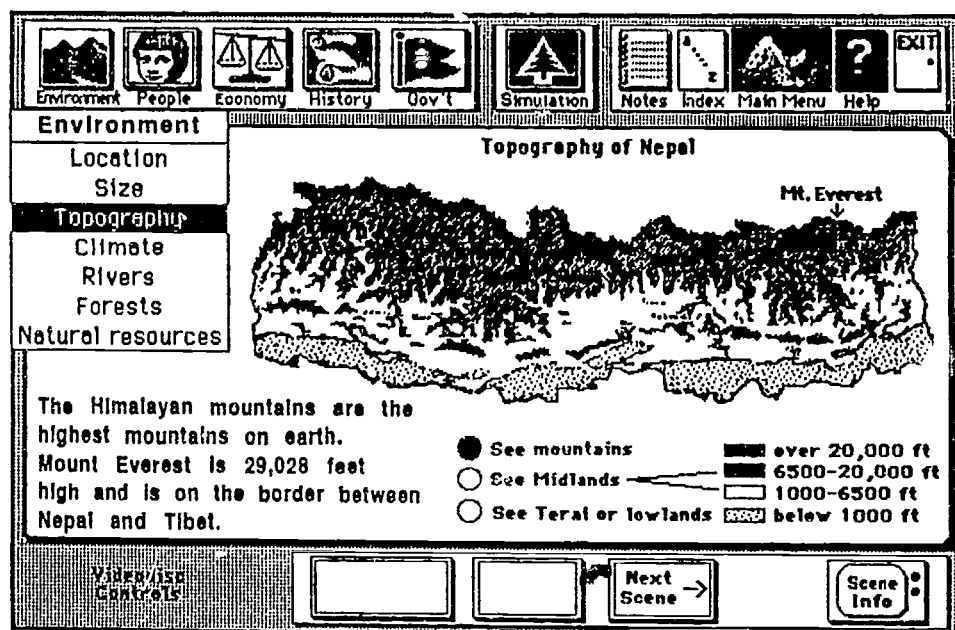 Environment People Economy History Gov't Simulation Notes Index Main Menu Help EXIT
a
z
Environment
Location
Size
Topography
Climate
Rivers
Forests
Natural resources
Topography of Nepal
Mt. Everest
The Himalayan mountains are the
highest mountains on earth.
Mount Everest is 29,028 feet
high and is on the border between
Nepal and Tibet.
See mountains
See Midlands
See Terai or lowlands
over 20,000 ft
6500-20,000 ft
1000-6500 ft
below 1000 ft
Controls
Next
Scene
Scene
Info